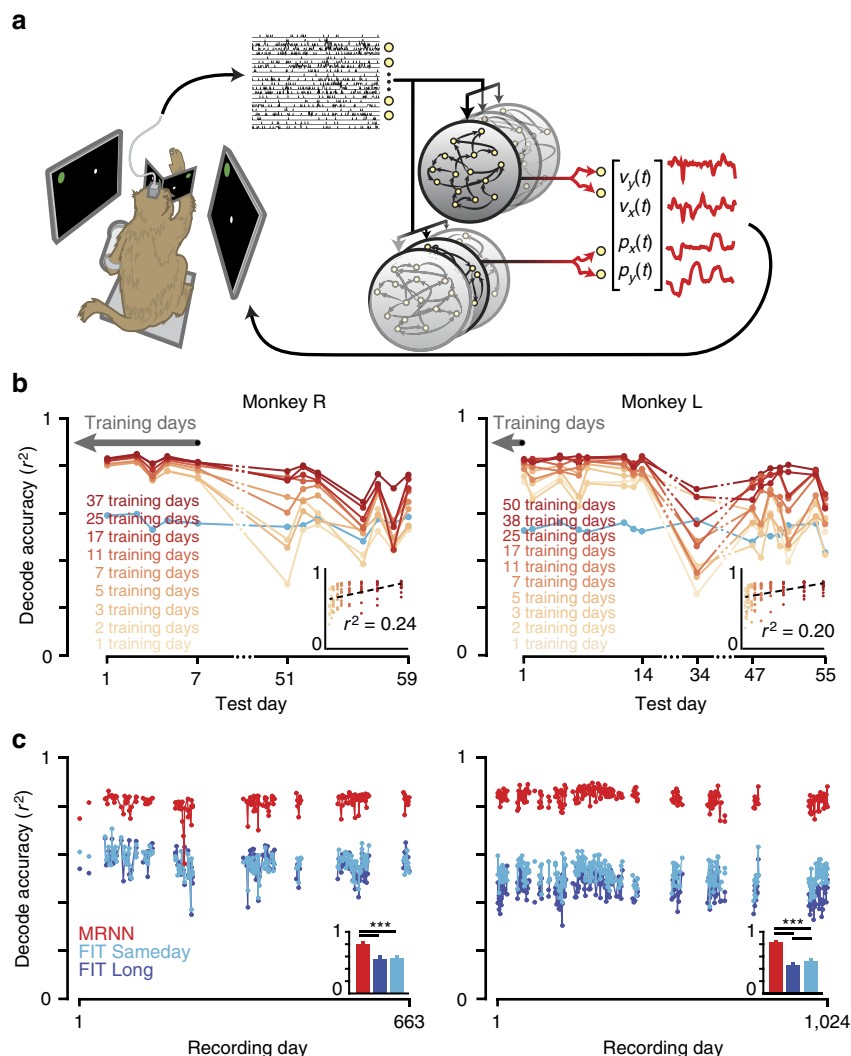 a
v_y(t)
v_x(t)
p_x(t)
p_y(t)
b
Monkey R
Monkey L
1
Training days
1
Training days
Decode accuracy (r²)
37 training days
25 training days
17 training days
11 training days
7 training days
5 training days
3 training days
2 training days
1 training day
1
r² = 0.24
0
0
1 7 51 59
Test day
50 training days
38 training days
25 training days
17 training days
11 training days
7 training days
5 training days
3 training days
2 training days
1 training day
1
r² = 0.20
0
0
1 14 34 47 55
Test day
c
1
1
Decode accuracy (r²)
MRNN
FIT Sameday
FIT Long
1
***
0
0
1 663
Recording day
1
***
0
0
1 1,024
Recording day